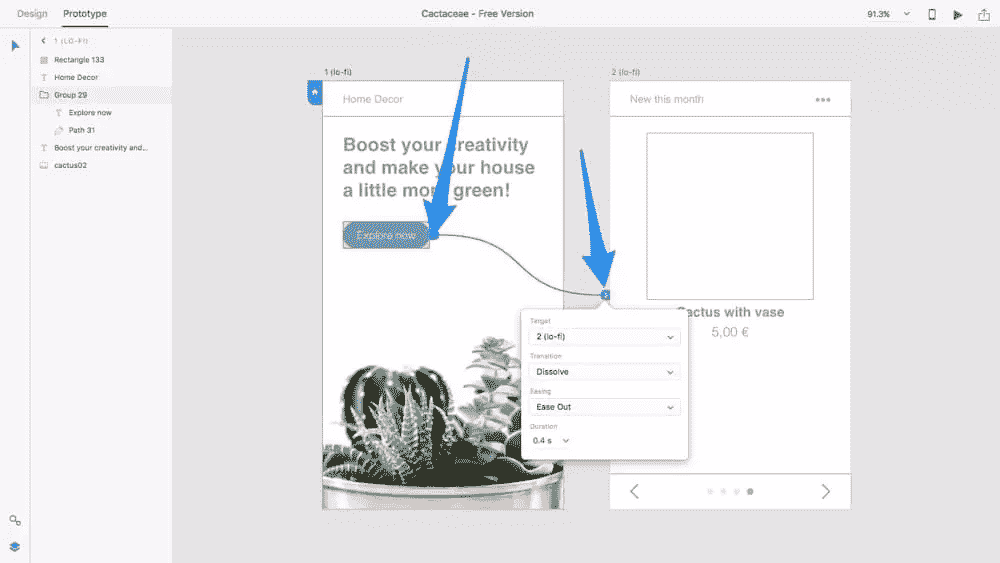 Design Prototype
Cactaceae - Free Version
91.3%
1 (LO-FI)
Rectangle 133
Home Decor
Group 29
Explore now
Path 31
Boost your creativity and...
cactus02
1 (lo-fi)
Home Decor
Boost your creativity
and make your house
a little more green!
Explore now
2 (lo-fi)
New this month
Cactus with vase
5,00 €
Target
2 (lo-fi)
Transition
Dissolve
Easing
Ease Out
Duration
0.4 s